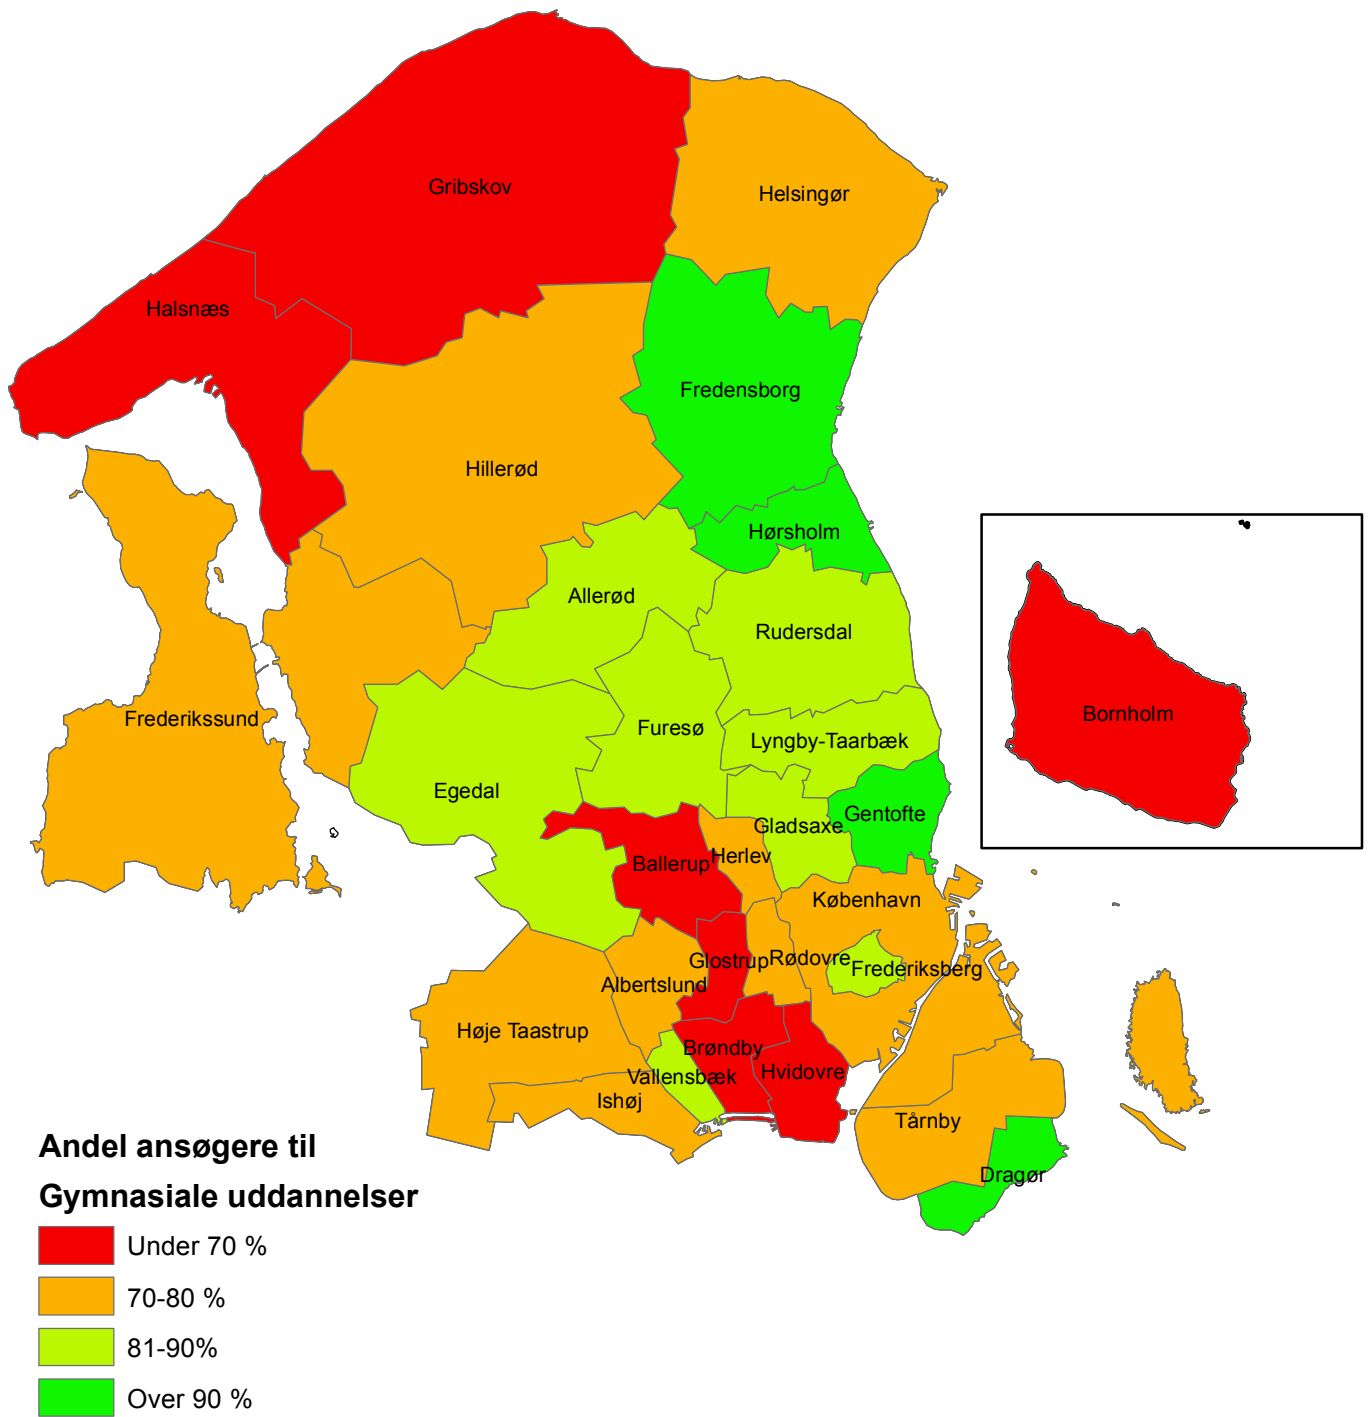 Gribskov
Helsingør
Halsnæs
Fredensborg
Hillerød
Hørsholm
Allerød
Rudersdal
Bornholm
Frederikssund
Furesø
Lyngby-Taarbæk
Egedal
Gentofte
Gladsaxe
Herlev
Ballerup
København
Glostrup
Rødovre
Frederiksberg
Albertslund
Høje Taastrup
Brøndby
Hvidovre
Vallensbæk
Ishøj
Tårnby
Dragør
Andel ansøgere til
Gymnasiale uddannelser
Under 70 %
70-80 %
81-90%
Over 90 %